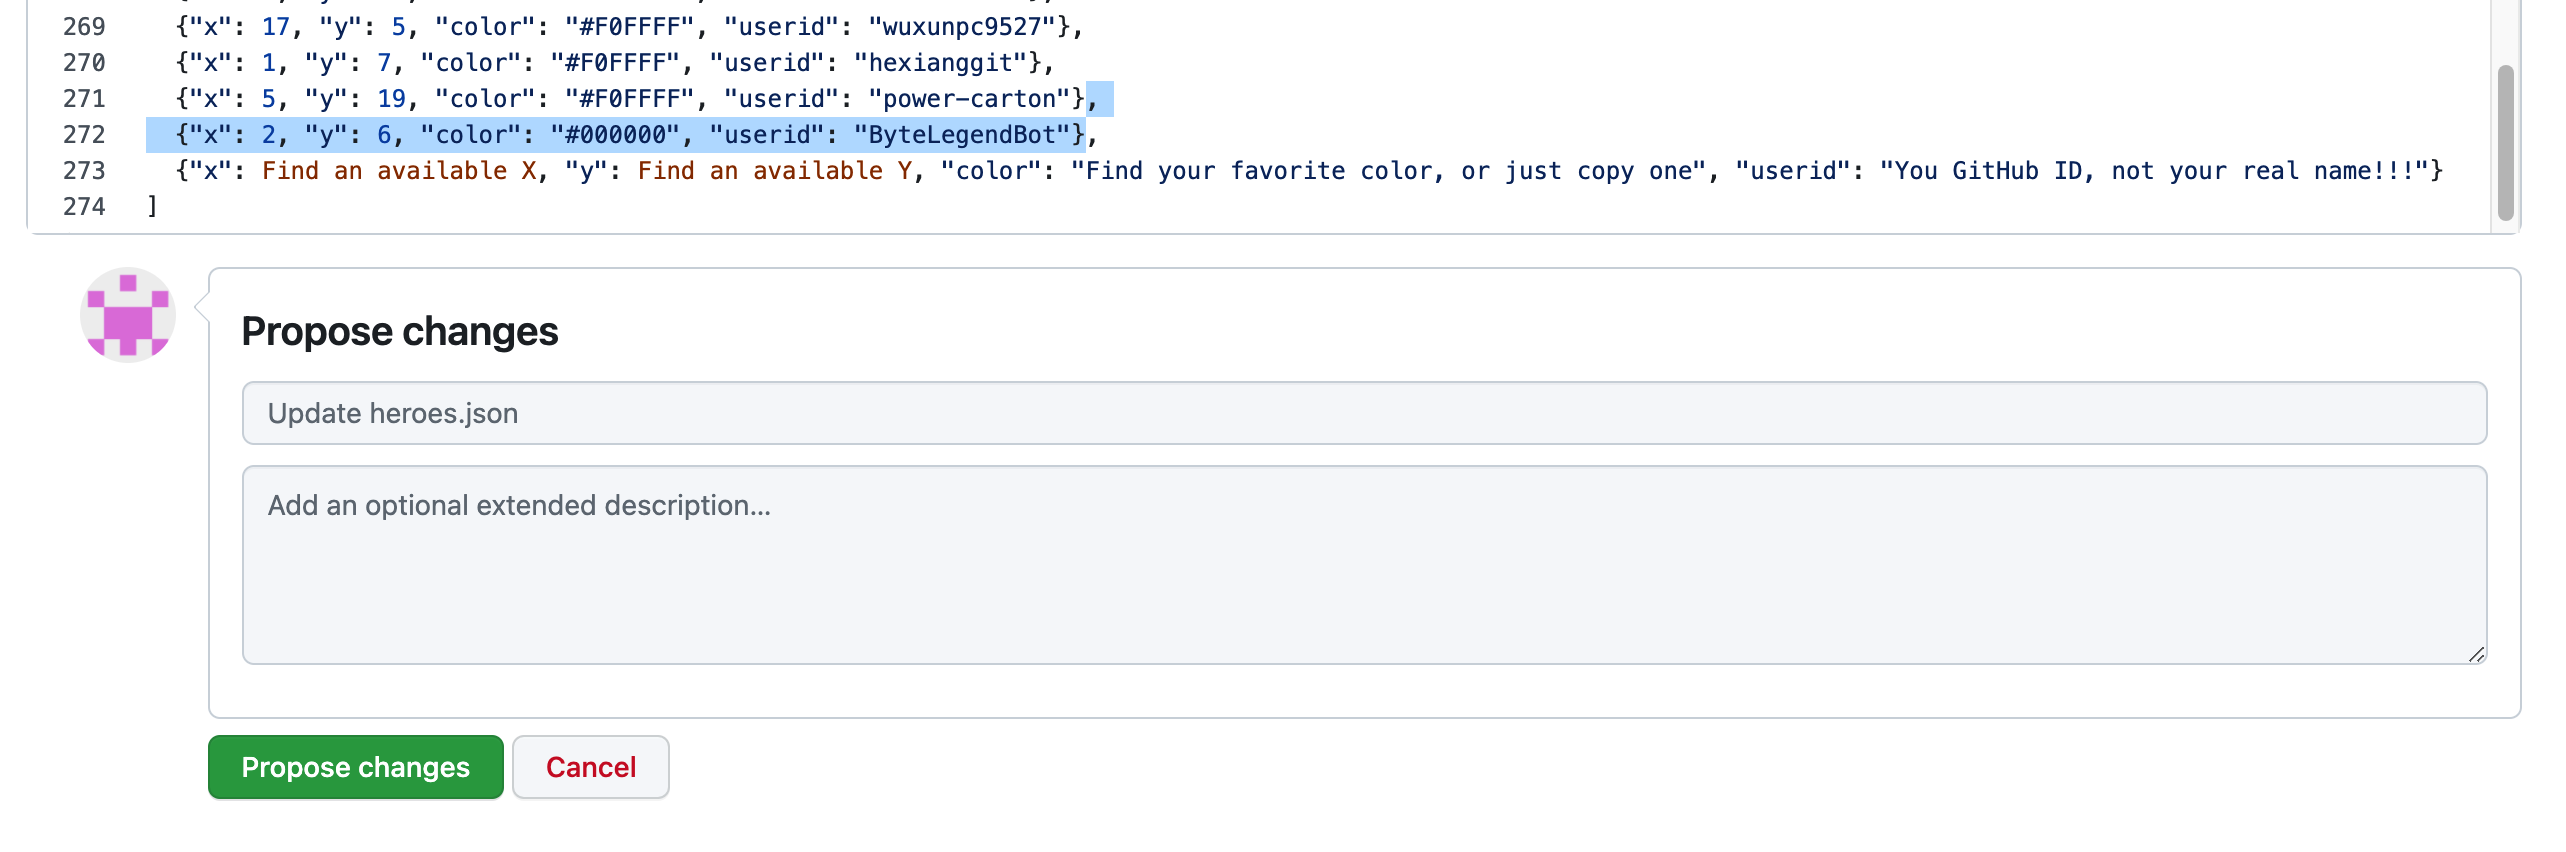 269 {"x": 17, "y": 5, "color": "#F0FFFF", "userid": "wuxunpc9527"},
270 {"x": 1, "y": 7, "color": "#F0FFFF", "userid": "hexianggit"},
271 {"x": 5, "y": 19, "color": "#F0FFFF", "userid": "power-carton"},
272 {"x": 2, "y": 6, "color": "#000000", "userid": "ByteLegendBot"},
273 {"x": Find an available X, "y": Find an available Y, "color": "Find your favorite color, or just copy one", "userid": "You GitHub ID, not your real name!!!"}
274 ]
Propose changes
Update heroes.json
Add an optional extended description...
Propose changes
Cancel